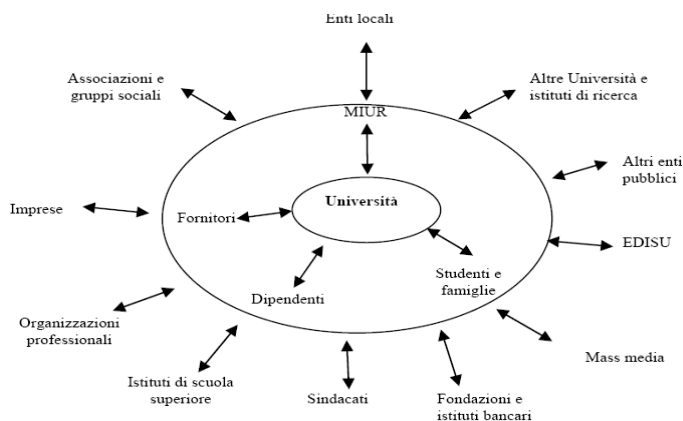 Enti locali
Associazioni e
gruppi sociali
Altre Università e
istituti di ricerca
MIUR
Altri enti
pubblici
Università
Imprese
Fornitori
EDISU
Studenti e
famiglie
Dipendenti
Organizzazioni
professionali
Mass media
Istituti di scuola
superiore
Sindacati
Fondazioni e
istituti bancari